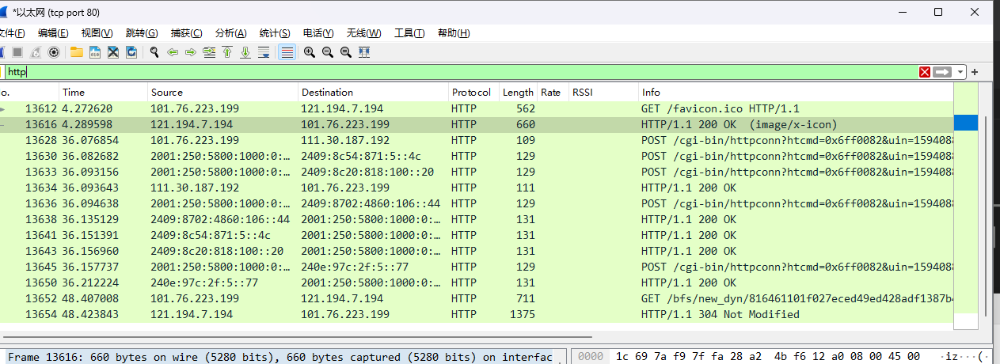 *以太网 (tcp port 80)
文件(F) 编辑(E) 视图(V) 跳转(G) 捕获(C) 分析(A) 统计(S) 电话(Y) 无线(W) 工具(T) 帮助(H)
http
o. Time Source Destination Protocol Length Rate RSSI Info
13612 4.272620 101.76.223.199 121.194.7.194 HTTP 562 GET /favicon.ico HTTP/1.1
13616 4.289598 121.194.7.194 101.76.223.199 HTTP 660 HTTP/1.1 200 OK (image/x-icon)
13628 36.076854 101.76.223.199 111.30.187.192 HTTP 109 POST /cgi-bin/httpconn?htcmd=0x6ff0082&uin=159408
13630 36.082682 2001:250:5800:1000:0:… 2409:8c54:871:5::4c HTTP 129 POST /cgi-bin/httpconn?htcmd=0x6ff0082&uin=159408
13633 36.093156 2001:250:5800:1000:0:… 2409:8c20:818:100::20 HTTP 129 POST /cgi-bin/httpconn?htcmd=0x6ff0082&uin=159408
13634 36.093643 111.30.187.192 101.76.223.199 HTTP 111 HTTP/1.1 200 OK
13636 36.094638 2001:250:5800:1000:0:… 2409:8702:4860:106::44 HTTP 129 POST /cgi-bin/httpconn?htcmd=0x6ff0082&uin=159408
13638 36.135129 2409:8702:4860:106::44 2001:250:5800:1000:0:… HTTP 131 HTTP/1.1 200 OK
13641 36.151391 2409:8c54:871:5::4c 2001:250:5800:1000:0:… HTTP 131 HTTP/1.1 200 OK
13643 36.156960 2409:8c20:818:100::20 2001:250:5800:1000:0:… HTTP 131 HTTP/1.1 200 OK
13645 36.157737 2001:250:5800:1000:0:… 240e:97c:2f:5::77 HTTP 129 POST /cgi-bin/httpconn?htcmd=0x6ff0082&uin=159408
13650 36.212224 240e:97c:2f:5::77 2001:250:5800:1000:0:… HTTP 131 HTTP/1.1 200 OK
13652 48.407008 101.76.223.199 121.194.7.194 HTTP 711 GET /bfs/new_dyn/816461101f027eced49ed428adf1387b
13654 48.423843 121.194.7.194 101.76.223.199 HTTP 1375 HTTP/1.1 304 Not Modified
Frame 13616: 660 bytes on wire (5280 bits), 660 bytes captured (5280 bits) on interfac
0000 1c 69 7a f9 7f fa 28 a2 4b f6 12 a0 08 00 45 00 ·iz···(·